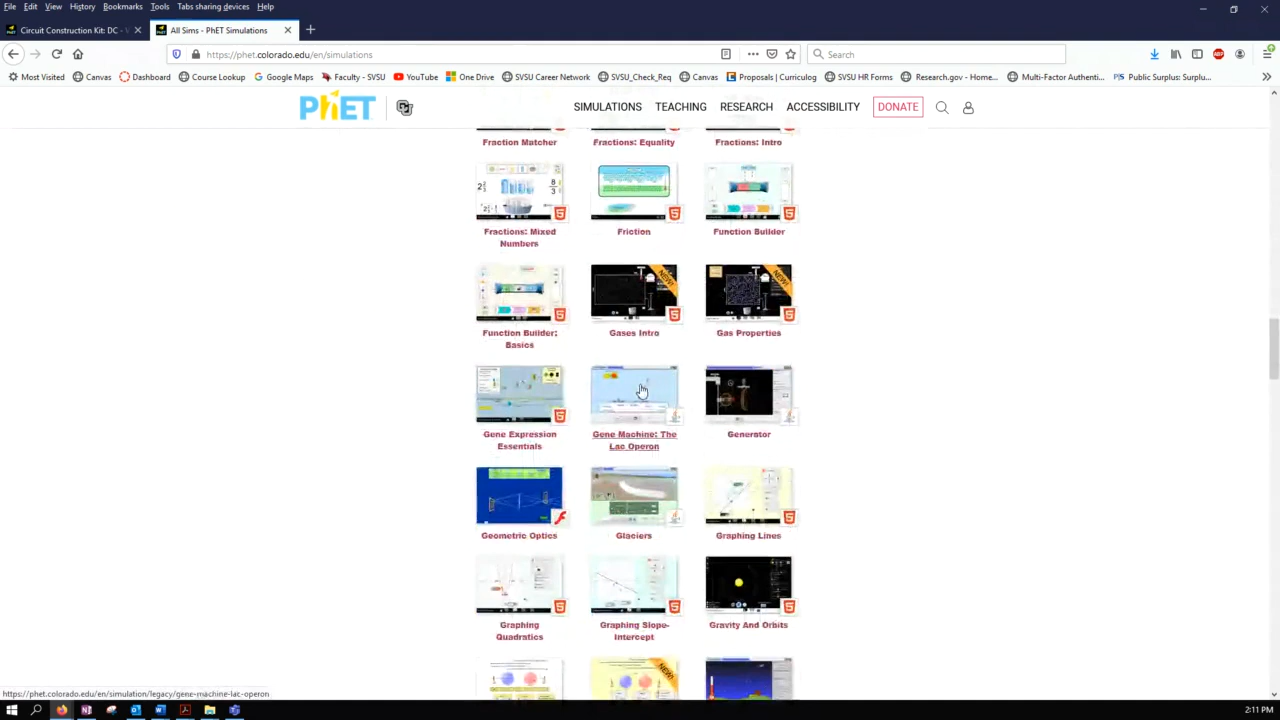 File Edit View History Bookmarks Tools Tabs sharing devices Help
Circuit Construction Kit: DC - V
All Sims - PhET Simulations
https://phet.colorado.edu/en/simulations
Search
Most Visited Canvas Dashboard Course Lookup Google Maps Faculty - SVSU YouTube One Drive SVSU Career Network SVSU_Check_Req Canvas Proposals | Curriculog SVSU HR Forms Research.gov - Home... Multi-Factor Authenti... Public Surplus: Surplu...
PhET
SIMULATIONS TEACHING RESEARCH ACCESSIBILITY DONATE
Fraction Matcher Fractions: Equality Fractions: Intro
Fractions: Mixed Numbers Friction Function Builder
NEW! NEW!
Function Builder: Basics Gases Intro Gas Properties
Gene Expression Essentials Gene Machine: The Lac Operon Generator
Geometric Optics Glaciers Graphing Lines
Graphing Quadratics Graphing Slope-Intercept Gravity And Orbits
NEW!
https://phet.colorado.edu/en/simulation/legacy/gene-machine-lac-operon
2:11 PM